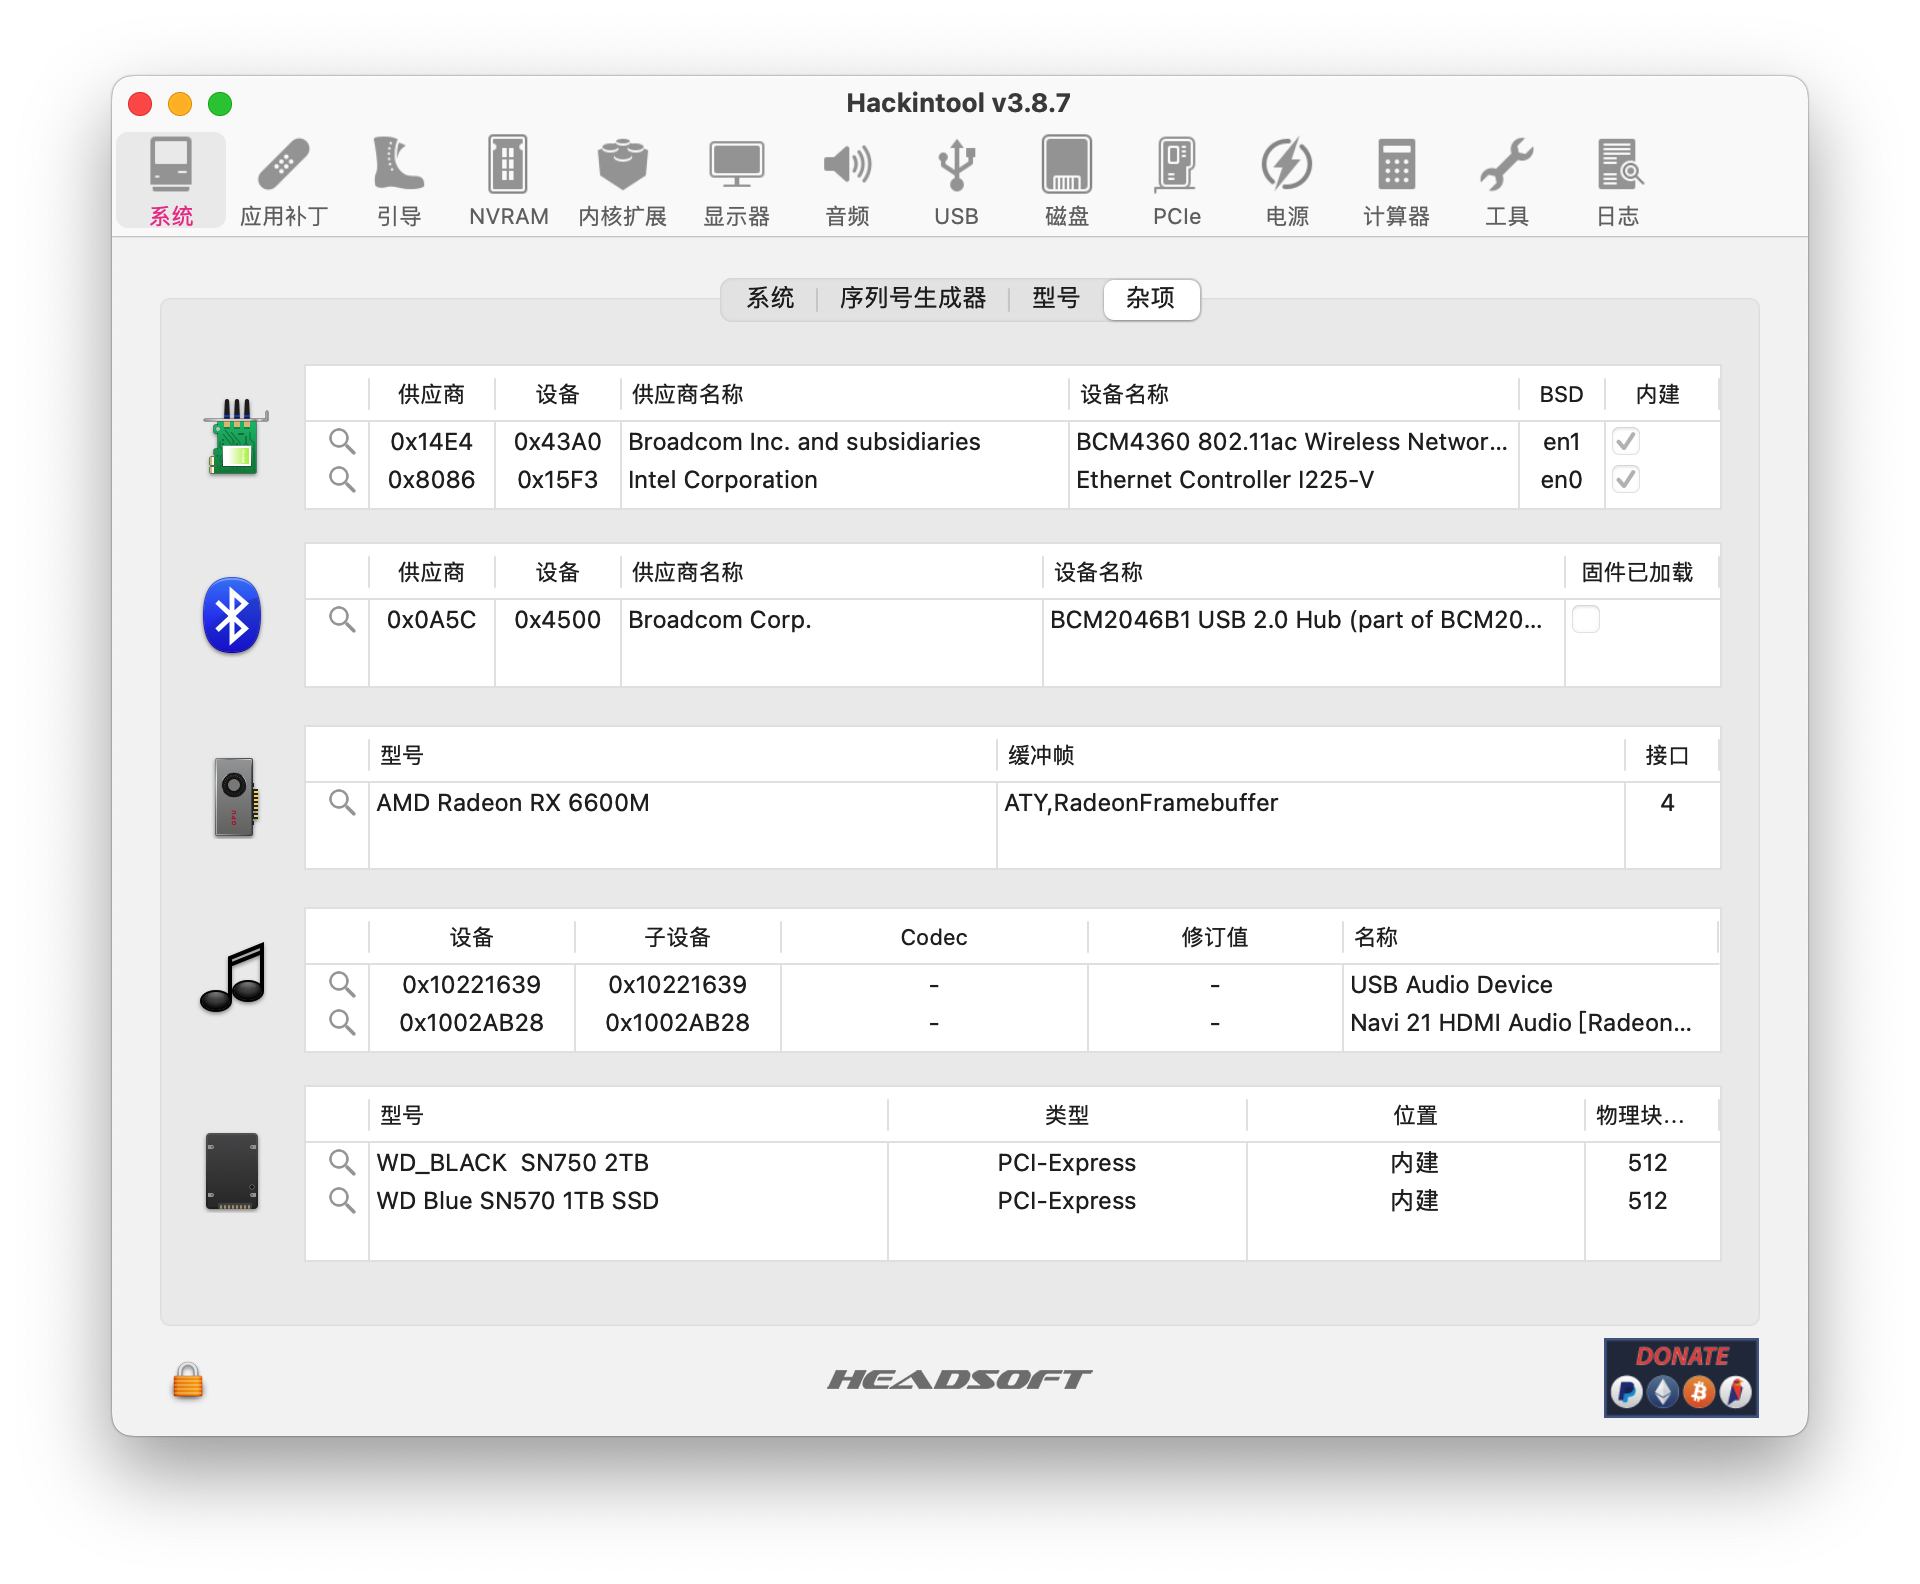 Hackintool v3.8.7
系统 应用补丁 引导 NVRAM 内核扩展 显示器 音频 USB 磁盘 PCIe 电源 计算器 工具 日志
系统 序列号生成器 型号 杂项
供应商 设备 供应商名称 设备名称 BSD 内建
0x14E4 0x43A0 Broadcom Inc. and subsidiaries BCM4360 802.11ac Wireless Networ... en1
0x8086 0x15F3 Intel Corporation Ethernet Controller I225-V en0
供应商 设备 供应商名称 设备名称 固件已加载
0x0A5C 0x4500 Broadcom Corp. BCM2046B1 USB 2.0 Hub (part of BCM20...
型号 缓冲帧 接口
AMD Radeon RX 6600M ATY,RadeonFramebuffer 4
设备 子设备 Codec 修订值 名称
0x10221639 0x10221639 - - USB Audio Device
0x1002AB28 0x1002AB28 - - Navi 21 HDMI Audio [Radeon...
型号 类型 位置 物理块...
WD_BLACK  SN750 2TB PCI-Express 内建 512
WD Blue SN570 1TB SSD PCI-Express 内建 512
HEADSOFT
DONATE